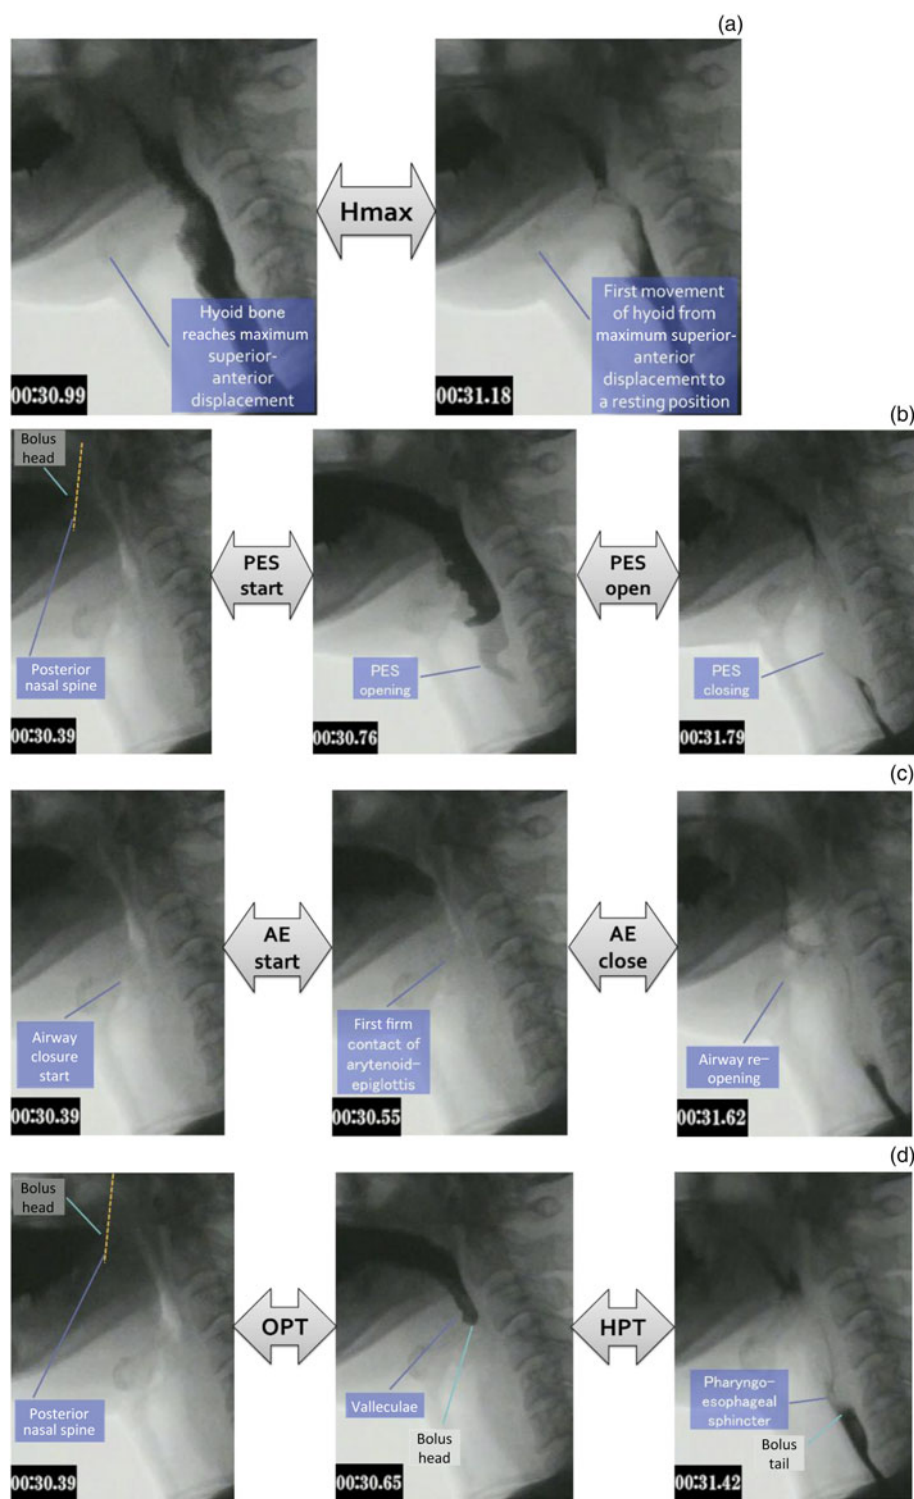 (a)
Hmax
Hyoid bone
reaches maximum
superior-
anterior
displacement
00:30.99
First movement
of hyoid from
maximum superior-
anterior
displacement to
a resting position
00:31.18
(b)
Bolus
head
Posterior
nasal spine
00:30.39
PES
start
PES
opening
00:30.76
PES
open
PES
closing
00:31.79
(c)
Airway
closure
start
00:30.39
AE
start
First firm
contact of
arytenoid-
epiglottis
00:30.55
AE
close
Airway re-
opening
00:31.62
(d)
Bolus
head
Posterior
nasal spine
00:30.39
OPT
Valleculae
Bolus
head
00:30.65
HPT
Pharyngo-
esophageal
sphincter
Bolus
tail
00:31.42